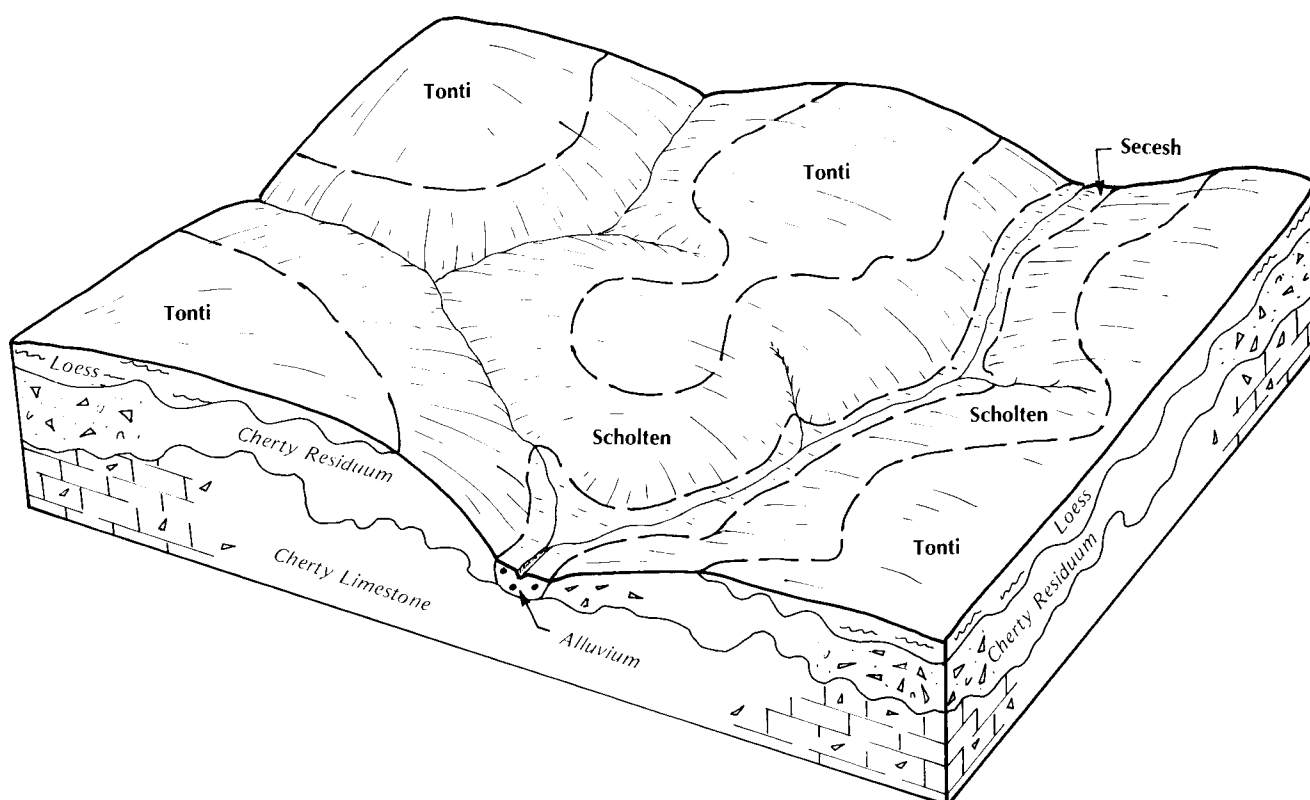 Tonti
Secesh
Tonti
Tonti
Loess
Scholten
Scholten
Cherty Residuum
Loess
Tonti
Cherty Limestone
Cherty Residuum
Alluvium